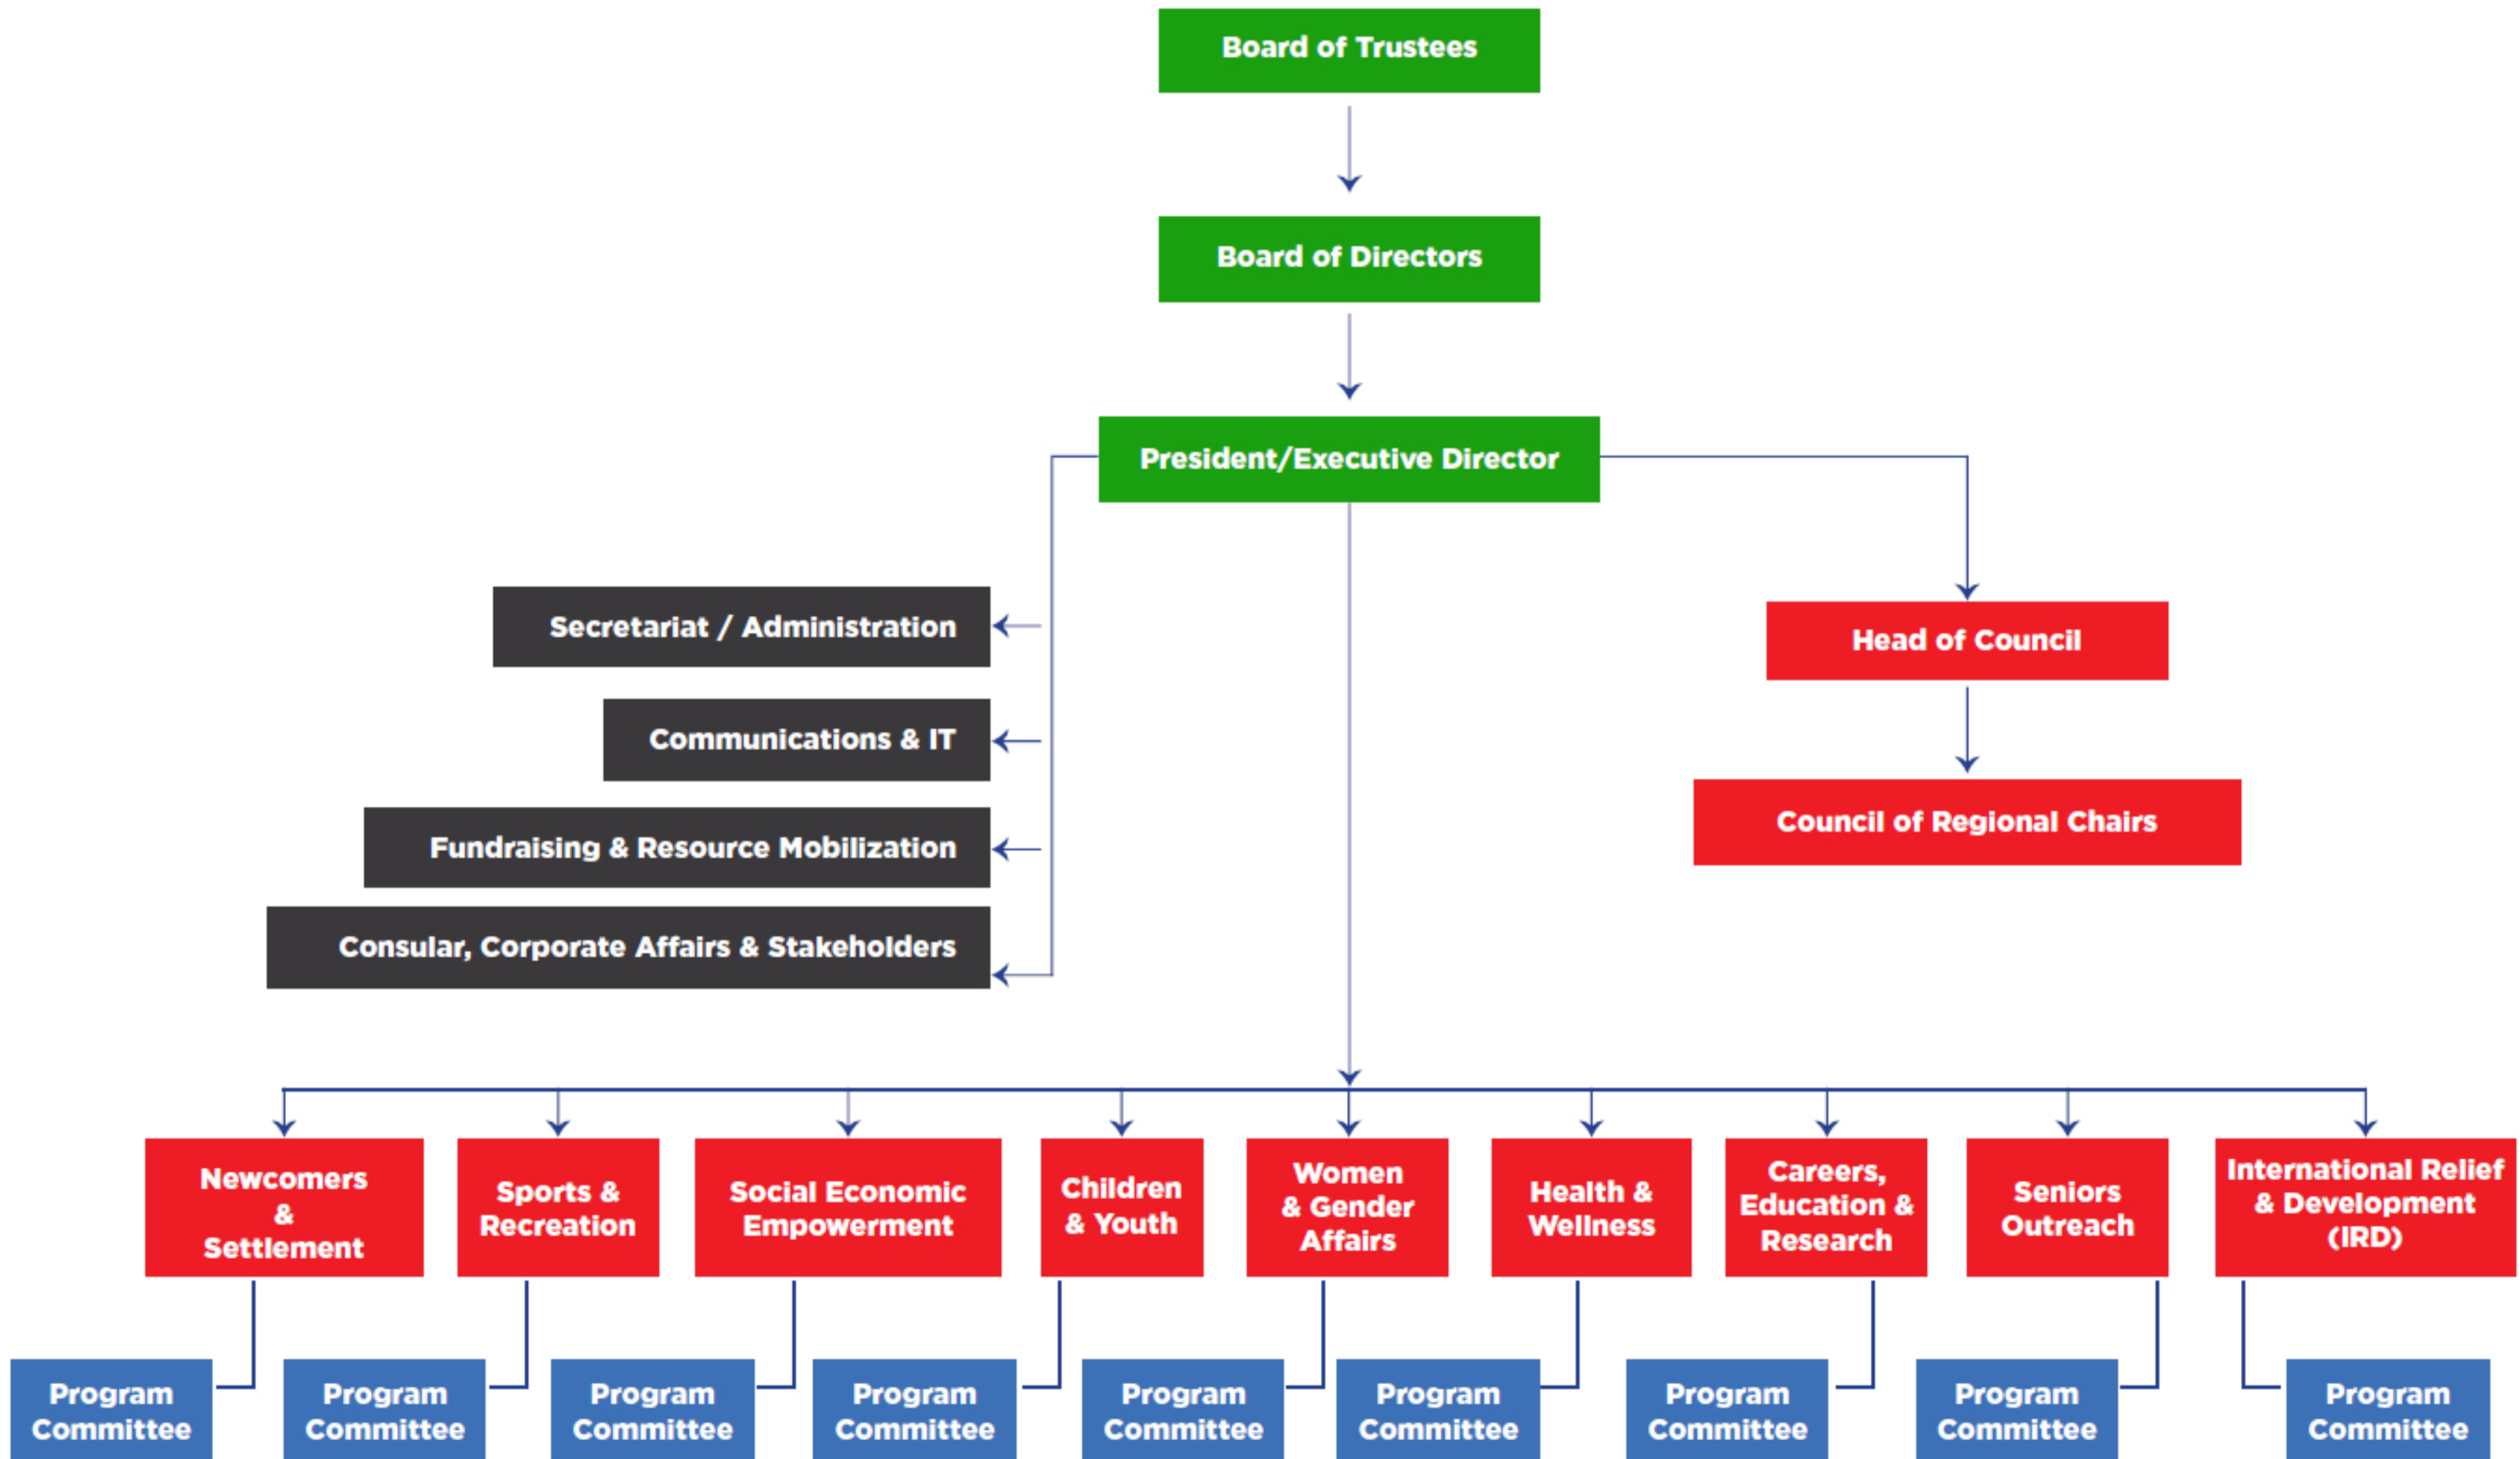 Board of Trustees
Board of Directors
President/Executive Director
Secretariat / Administration
Head of Council
Communications & IT
Council of Regional Chairs
Fundraising & Resource Mobilization
Consular, Corporate Affairs & Stakeholders
Newcomers
&
Settlement
Sports &
Recreation
Social Economic
Empowerment
Children
& Youth
Women
& Gender
Affairs
Health &
Wellness
Careers,
Education &
Research
Seniors
Outreach
International Relief
& Development
(IRD)
Program
Committee
Program
Committee
Program
Committee
Program
Committee
Program
Committee
Program
Committee
Program
Committee
Program
Committee
Program
Committee